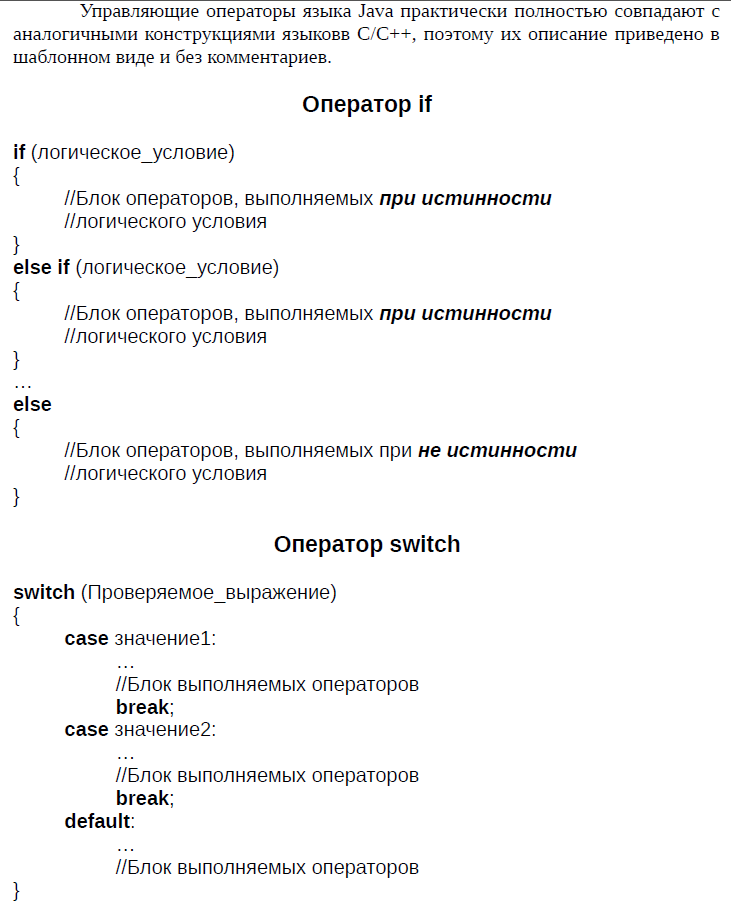 Управляющие операторы языка Java практически полностью совпадают с
аналогичными конструкциями языковв C/C++, поэтому их описание приведено в
шаблонном виде и без комментариев.
Оператор if
if (логическое_условие)
{
//Блок операторов, выполняемых при истинности
//логического условия
}
else if (логическое_условие)
{
//Блок операторов, выполняемых при истинности
//логического условия
}
…
else
{
//Блок операторов, выполняемых при не истинности
//логического условия
}
Оператор switch
switch (Проверяемое_выражение)
{
case значение1:
…
//Блок выполняемых операторов
break;
case значение2:
…
//Блок выполняемых операторов
break;
default:
…
//Блок выполняемых операторов
}